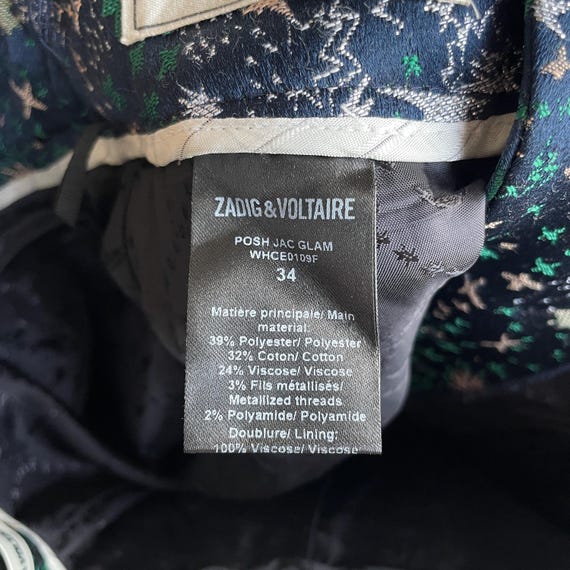 ZADIG&VOLTAIRE
POSH JAC GLAM
WHCE0109F
34
Matière principale/ Main
material:
39% Polyester/ Polyester
32% Coton/ Cotton
24% Viscose/ Viscose
3% Fils métallisés/
Metallized threads
2% Polyamide/ Polyamide
Doublure/ Lining:
100% Viscose/ Viscose